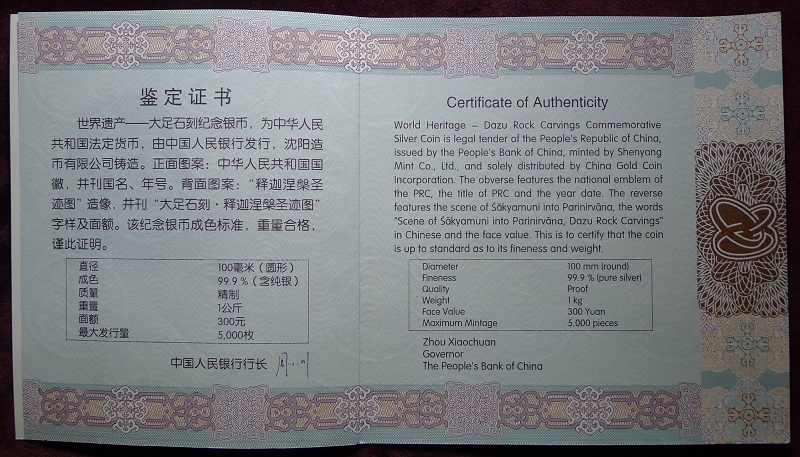 鉴定证书
世界遗产——大足石刻纪念银币，为中华人民
共和国法定货币，由中国人民银行发行，沈阳造
币有限公司铸造。正面图案：中华人民共和国国
徽，并刊国名、年号。背面图案：“释迦涅槃圣
迹图”造像，并刊“大足石刻·释迦涅槃圣迹图”
字样及面额。该纪念银币成色标准，重量合格，
谨此证明。
直径 100毫米（圆形）
成色 99.9％（含纯银）
质量 精制
重量 1公斤
面额 300元
最大发行量 5,000枚
中国人民银行行长
Certificate of Authenticity
World Heritage – Dazu Rock Carvings Commemorative
Silver Coin is legal tender of the People's Republic of China,
issued by the People's Bank of China, minted by Shenyang
Mint Co., Ltd., and solely distributed by China Gold Coin
Incorporation. The obverse features the national emblem of
the PRC, the title of PRC and the year date. The reverse
features the scene of Śākyamuni into Parinirvāna, the words
"Scene of Śākyamuni into Parinirvāna, Dazu Rock Carvings"
in Chinese and the face value. This is to certify that the coin
is up to standard as to its fineness and weight.
Diameter 100 mm (round)
Fineness 99.9 % (pure silver)
Quality Proof
Weight 1 kg
Face Value 300 Yuan
Maximum Mintage 5,000 pieces
Zhou Xiaochuan
Governor
The People's Bank of China